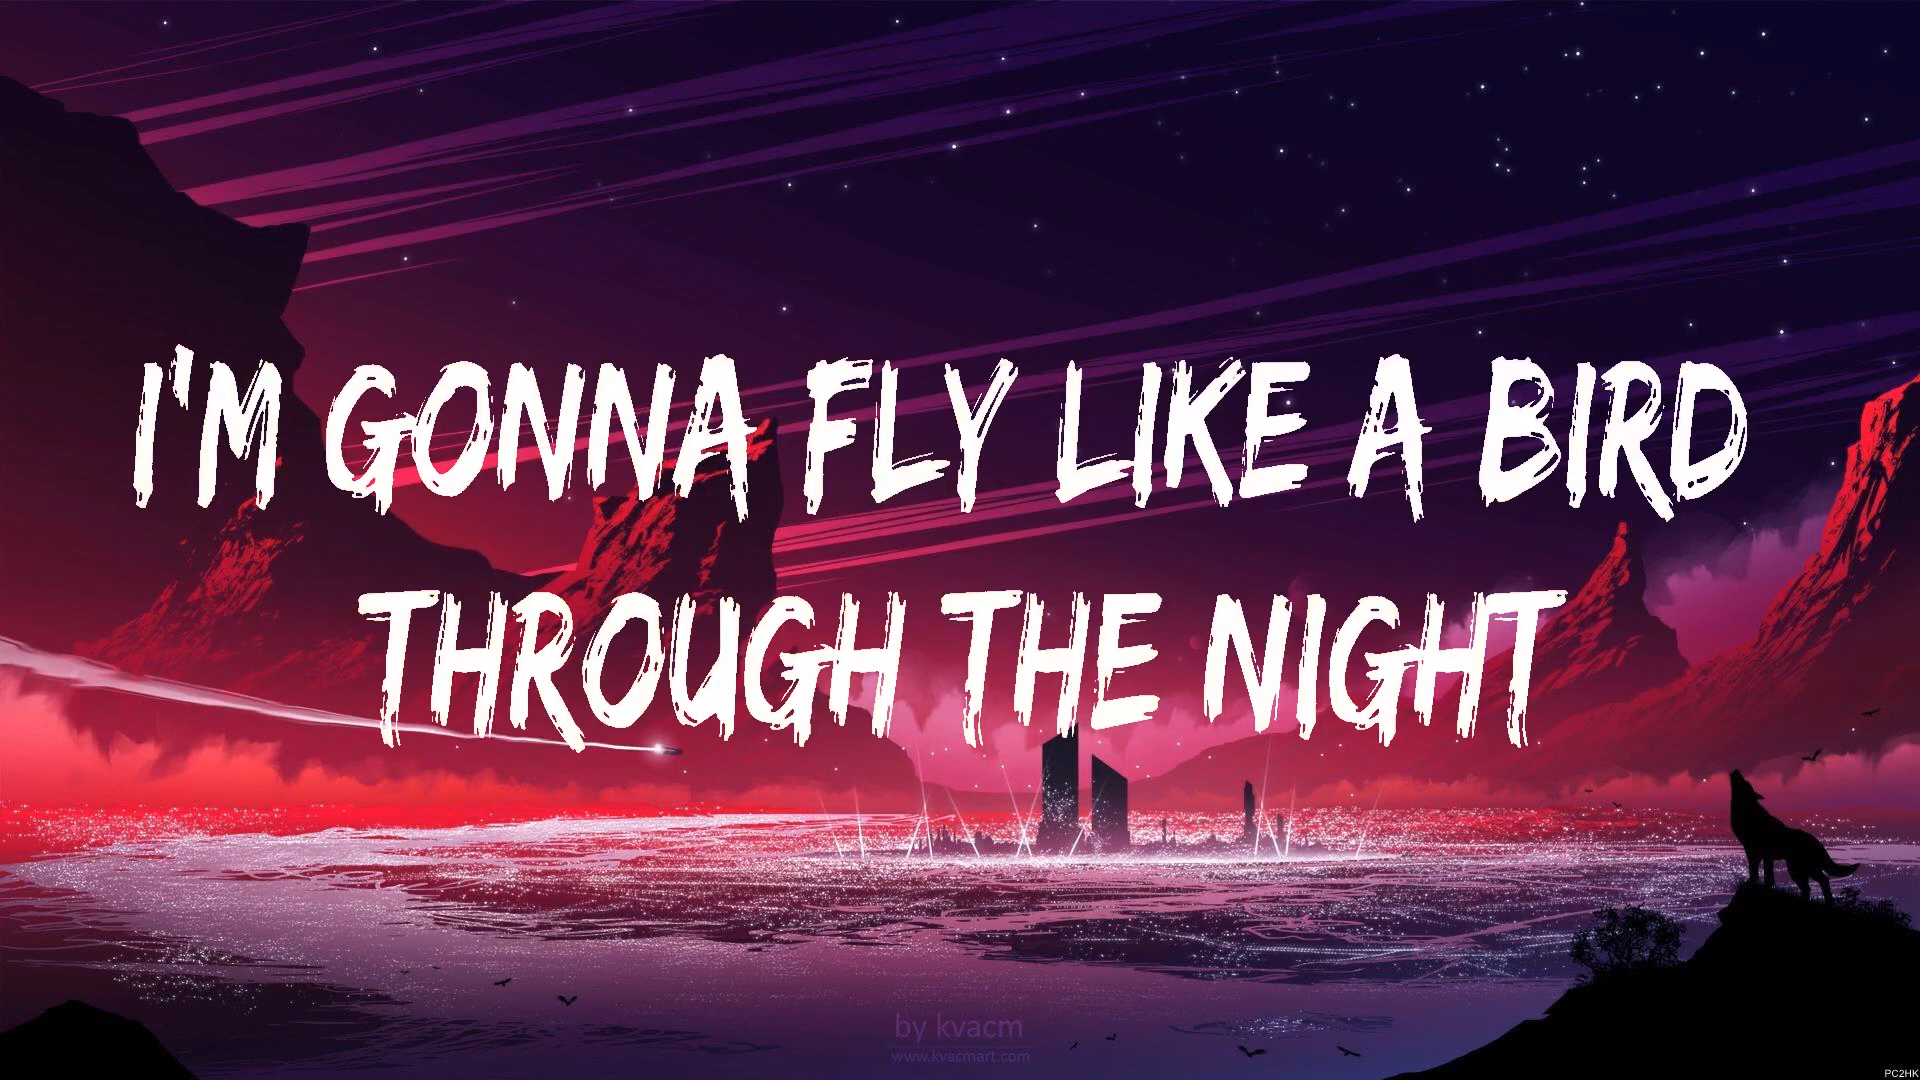 I'M GONNA FLY LIKE A BIRD
THROUGH THE NIGHT
by kvacm
www.kvacmart.com
PC2HK